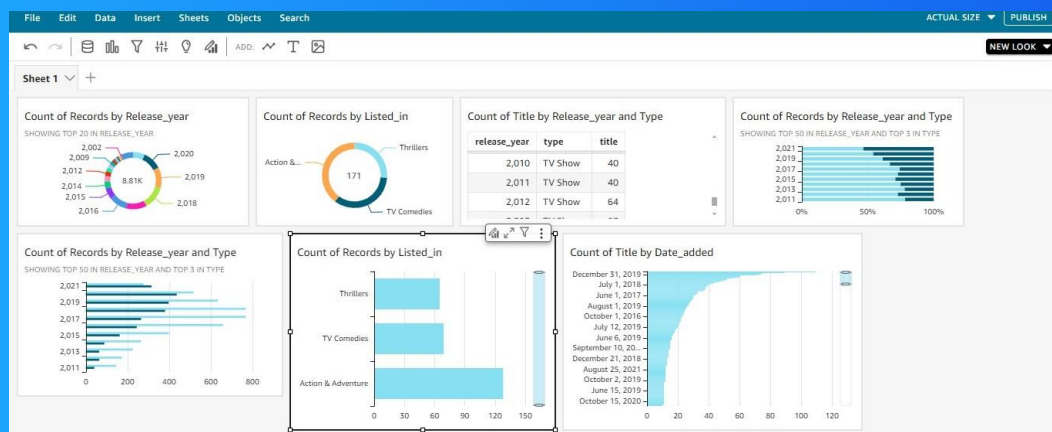 File Edit Data Insert Sheets Objects Search
ACTUAL SIZE PUBLISH
ADD: T
NEW LOOK
Sheet 1
Count of Records by Release_year
SHOWING TOP 20 IN RELEASE_YEAR
2,002
2,009
2,012
2,014
2,015
2,016
2,020
2,019
2,018
8.81K
Count of Records by Listed_in
Thrillers
Action &...
171
TV Comedies
Count of Title by Release_year and Type
release_year type title
2,010 TV Show 40
2,011 TV Show 40
2,012 TV Show 64
Count of Records by Release_year and Type
SHOWING TOP 50 IN RELEASE_YEAR AND TOP 3 IN TYPE
2,021
2,019
2,017
2,015
2,013
2,011
0% 50% 100%
Count of Records by Release_year and Type
SHOWING TOP 50 IN RELEASE_YEAR AND TOP 3 IN TYPE
2,021
2,019
2,017
2,015
2,013
2,011
0 200 400 600 800
Count of Records by Listed_in
Thrillers
TV Comedies
Action & Adventure
0 30 60 90 120 150
Count of Title by Date_added
December 31, 2019
July 1, 2018
June 1, 2017
August 1, 2019
October 1, 2016
July 12, 2019
June 6, 2019
September 10, 20...
December 21, 2018
August 25, 2021
October 2, 2019
June 15, 2019
October 15, 2020
0 20 40 60 80 100 120